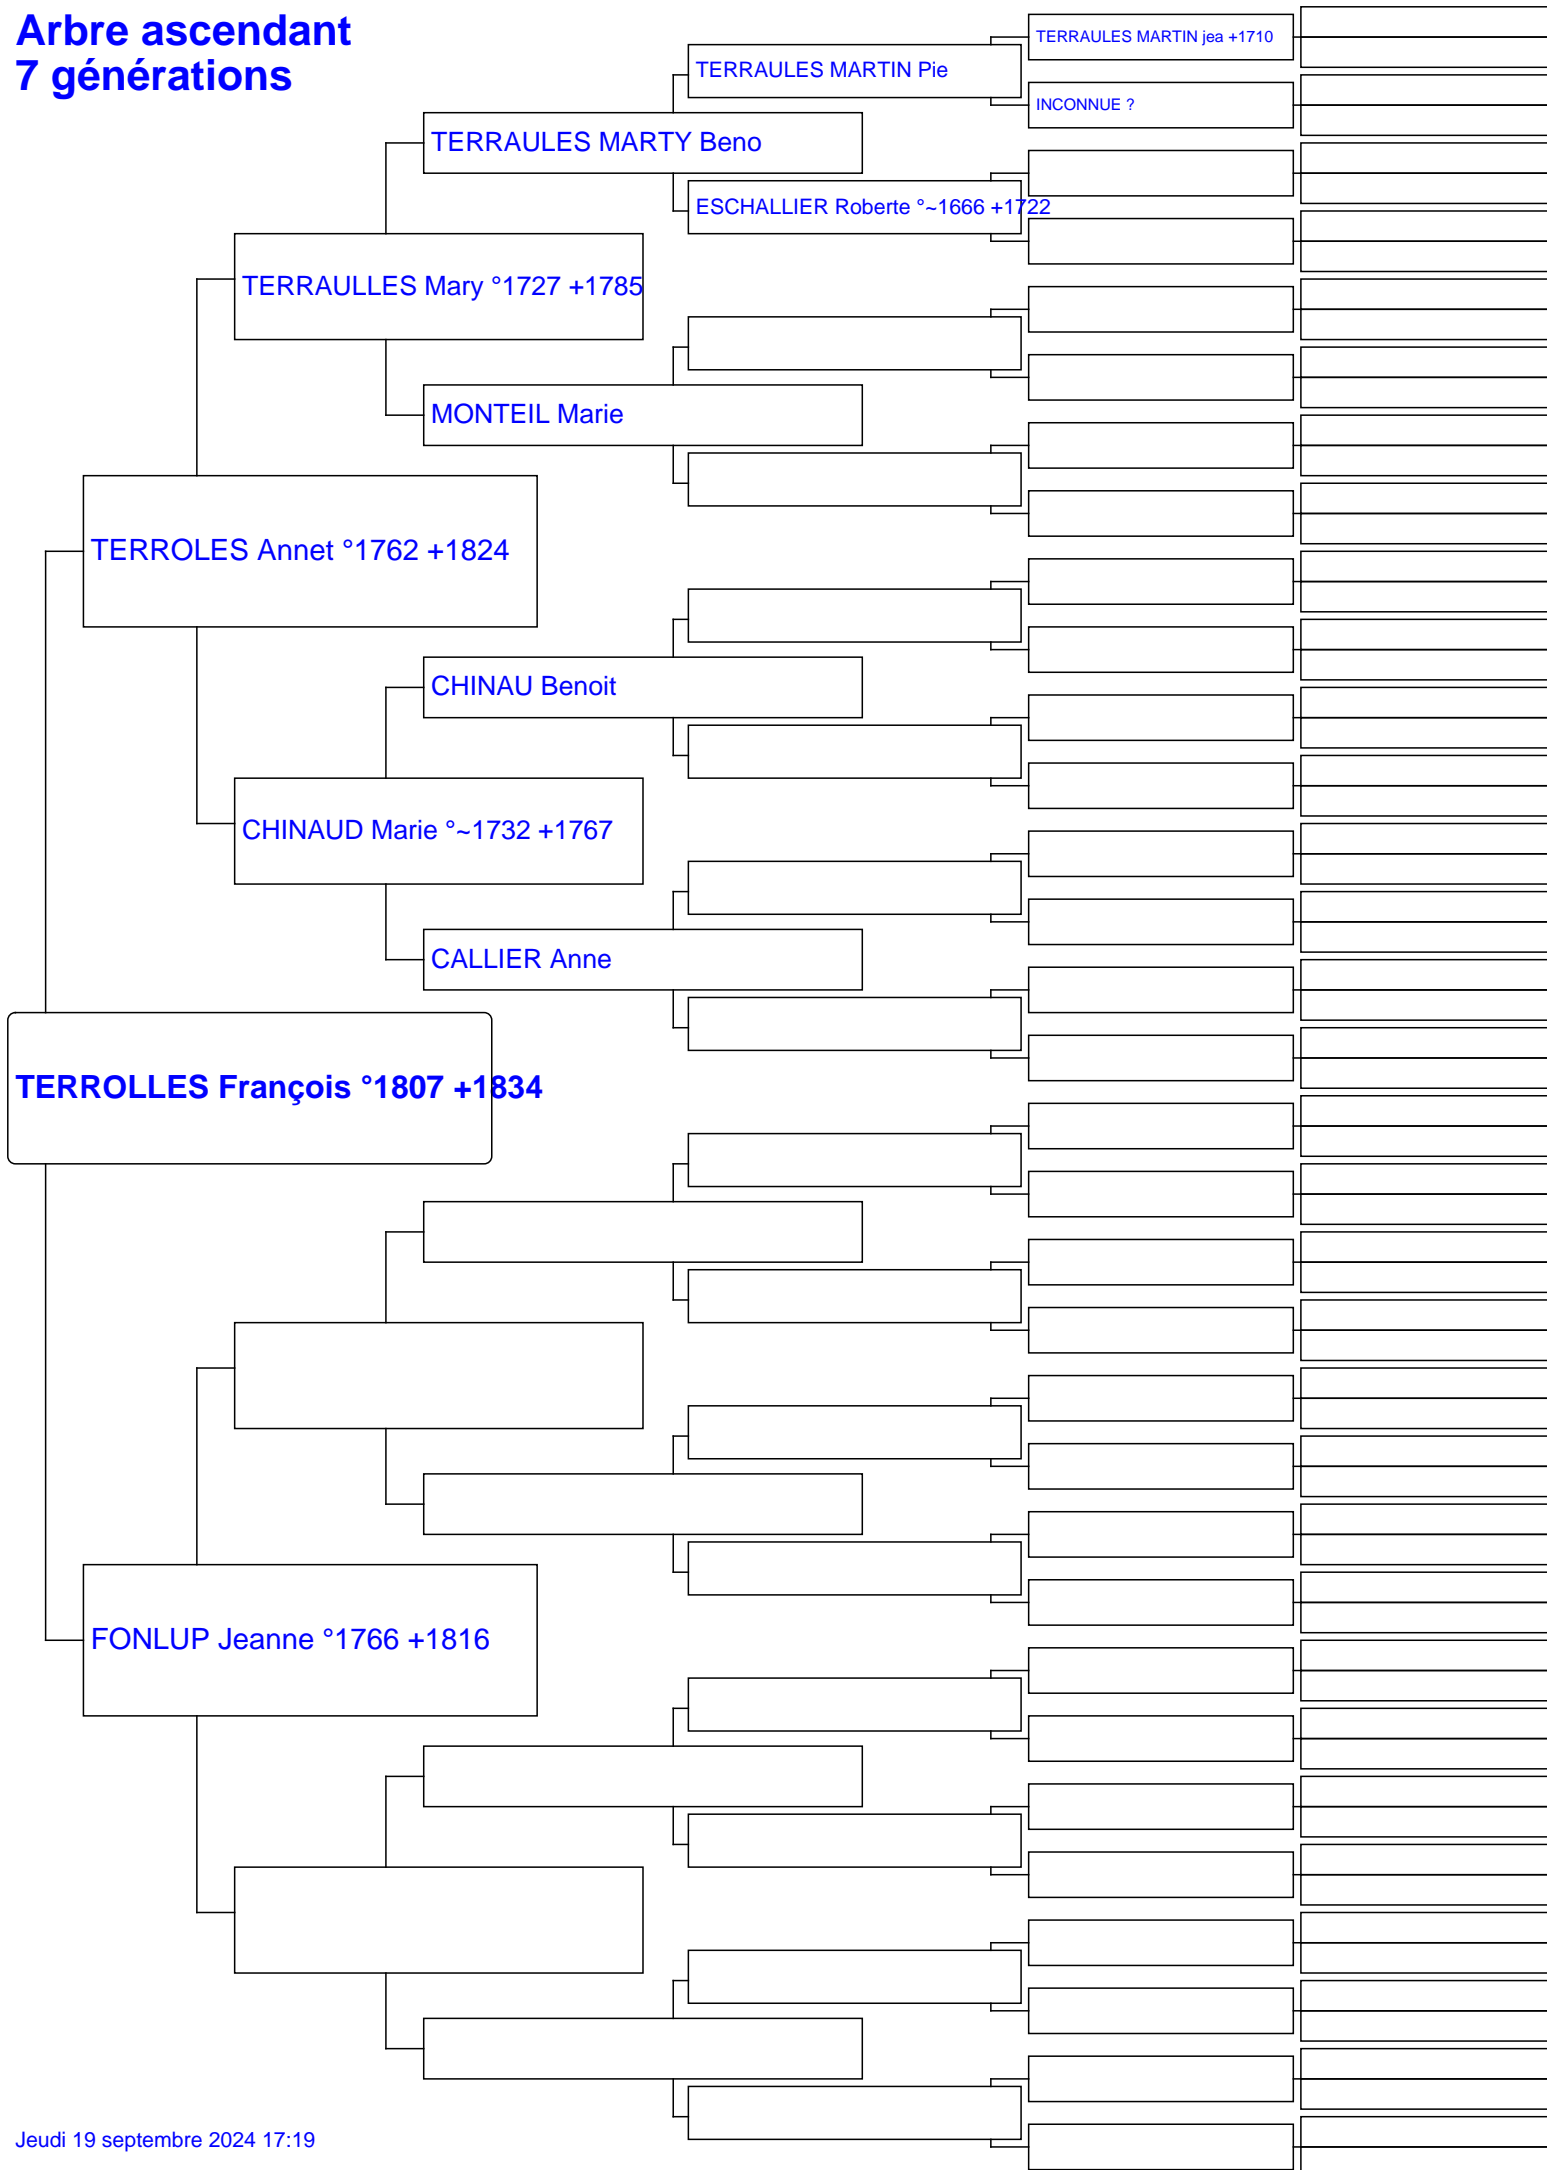 Arbre ascendant
7 générations
TERRAULES MARTIN jea +1710
TERRAULES MARTIN Pie
INCONNUE ?
TERRAULES MARTY Beno
ESCHALLIER Roberte °~1666 +1722
TERRAULLES Mary °1727 +1785
MONTEIL Marie
TERROLES Annet °1762 +1824
CHINAU Benoit
CHINAUD Marie °~1732 +1767
CALLIER Anne
TERROLLES François °1807 +1834
FONLUP Jeanne °1766 +1816
Jeudi 19 septembre 2024 17:19